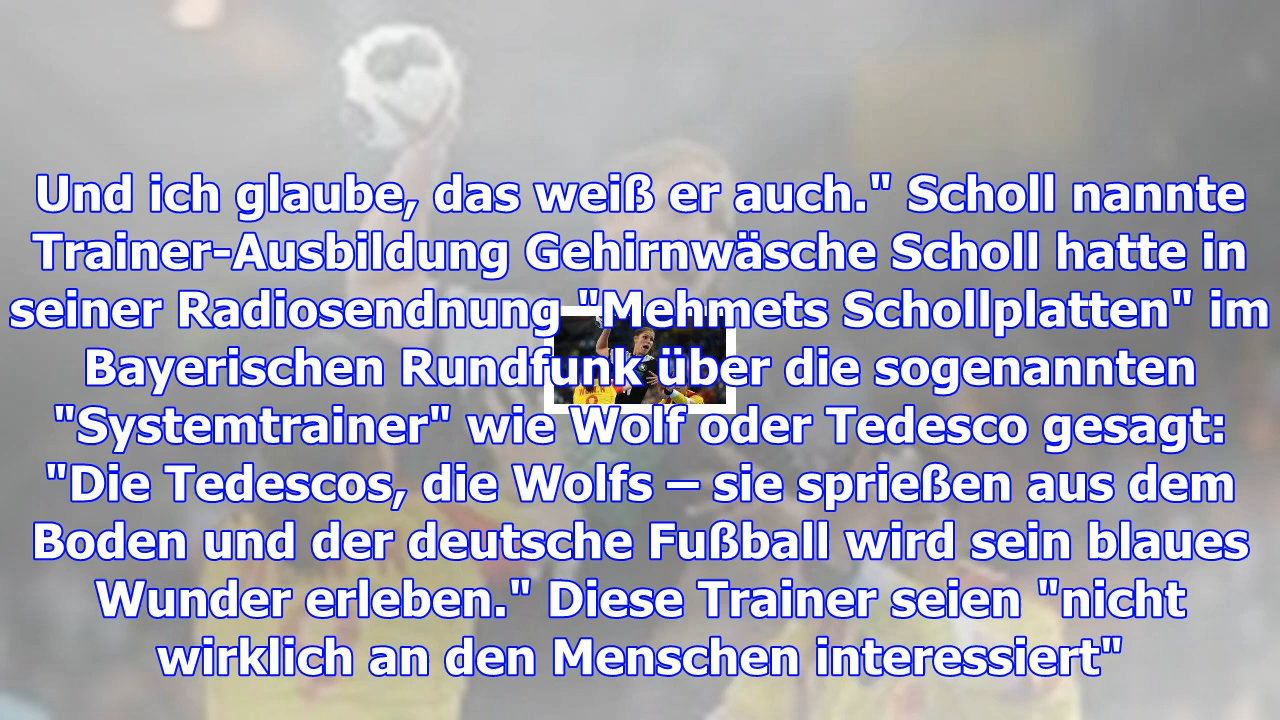 Und ich glaube, das weiß er auch." Scholl nannte
Trainer-Ausbildung Gehirnwäsche Scholl hatte in
seiner Radiosendnung "Mehmets Schollplatten" im
Bayerischen Rundfunk über die sogenannten
"Systemtrainer" wie Wolf oder Tedesco gesagt:
"Die Tedescos, die Wolfs – sie sprießen aus dem
Boden und der deutsche Fußball wird sein blaues
Wunder erleben." Diese Trainer seien "nicht
wirklich an den Menschen interessiert"